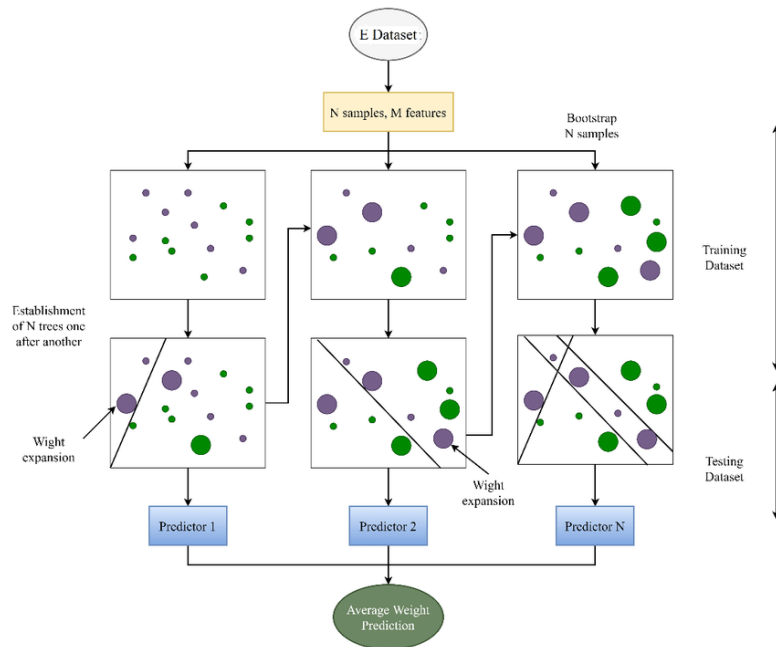 E Dataset :
N samples, M features
Bootstrap
N samples
Training
Dataset
Establishment
of N trees one
after another
Wight
expansion
Wight
expansion
Testing
Dataset
Predictor 1
Predictor 2
Predictor N
Average Weight
Prediction